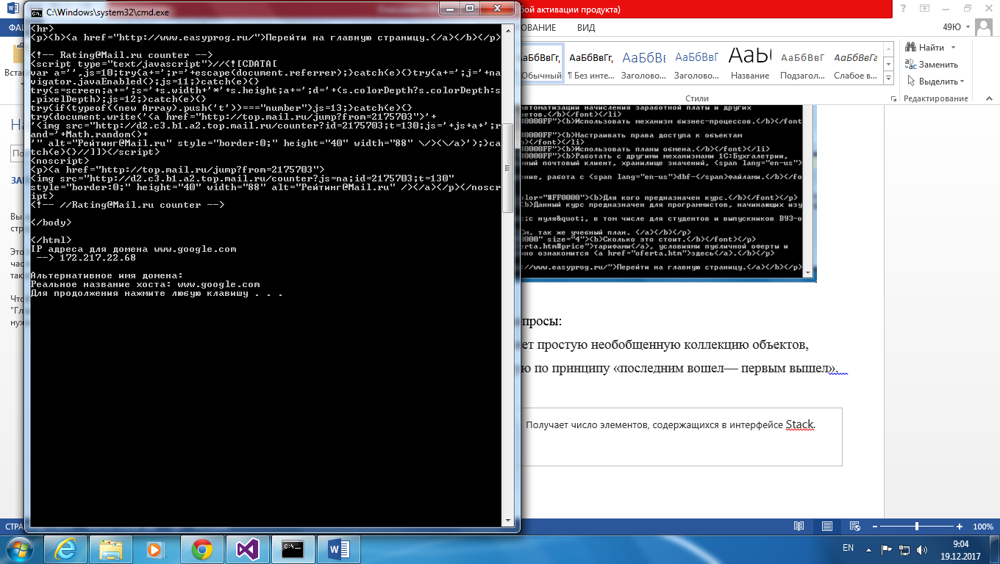 C:\Windows\system32\cmd.exe
<hr>
<p><b><a href="http://www.easyprog.ru/">Перейти на главную страницу.</a></b></p>
<!-- Rating@Mail.ru counter -->
<script type="text/javascript">//<![CDATA[
var a='',js=10;try{a+=';r='+escape(document.referrer);}catch(e){}try{a+=';j='+na
vigator.javaEnabled();js=11;}catch(e){}
try{s=screen;a+=';s='+s.width+'*'+s.height;a+=';d='+(s.colorDepth?s.colorDepth:s
.pixelDepth);js=12;}catch(e){}
try{if(typeof((new Array).push('t'))==="number")js=13;}catch(e){}
try{document.write('<a href="http://top.mail.ru/jump?from=2175703">'+
'<img src="http://d2.c3.b1.a2.top.mail.ru/counter?id=2175703;t=130;js='+js+a+';r
and='+Math.random()+
'" alt="Рейтинг@Mail.ru" style="border:0;" height="40" width="88" \/><\/a>');}ca
tch(e){}//]]></script>
<noscript>
<p><a href="http://top.mail.ru/jump?from=2175703">
<img src="http://d2.c3.b1.a2.top.mail.ru/counter?js=na;id=2175703;t=130"
style="border:0;" height="40" width="88" alt="Рейтинг@Mail.ru" /></a></p></noscr
ipt>
<!-- //Rating@Mail.ru counter -->
</body>
</html>
IP адреса для домена www.google.com
--> 172.217.22.68
Альтернативное имя домена:
Реальное название хоста: www.google.com
Для продолжения нажмите любую клавишу . . .
бой активации продукта)
ФА
ОВАНИЕ ВИД
49Ю
Встан
АаБбВвГг, АаБбВвГг, АаБбВ АаБбВвГ АаБ АаБбВвГ АаБбВвГг
Обычный ¶ Без инте... Заголово... Заголово... Название Подзагол... Слабое в...
Стили
Найти
Заменить
Выделить
Редактирование
На
По
ЗАГ
Вы
стр
Это
час
так
Что
"Гл
нуж
автоматизации начисления заработной платы и других
метов.</b></font></li>
#0000FF"><b>Использовать механизм бизнес-процессов.</b></font
#0000FF"><b>Настраивать права доступа к объектам
b></font></li>
#0000FF"><b>Использовать планы обмена.</b></font></li>
#0000FF"><b>Работать с другими механизмами 1С:Бухгалетрии,
нный почтовый клиент, хранилище значений, <span lang="en-us">
ение, работа с <span lang="en-us">dbf-</span>файлами.</b></fo
olor="#FF0000"><b>Для кого предназначен курс.</b></font></p>
<b>Данный курс предназначен для программистов, начинающих изу
t;с нуля&quot;, в том числе для студентов и выпускников ВУЗ-о
См. так же учебный план. </a></b></p>
0000" size="4"><b>Сколько это стоит.</b></font></p>
ferta.htm#price">тарифами</a>, условиями публичной оферты и
но ознакомится <a href="oferta.htm">здесь</a>.</b></p>
://www.easyprog.ru/">Перейти на главную страницу.</a></b></p>
просы:
ет простую необобщенную коллекцию объектов,
ю по принципу «последним вошел— первым вышел».
Получает число элементов, содержащихся в интерфейсе Stack.
СТРА
100%
EN
9:04
19.12.2017